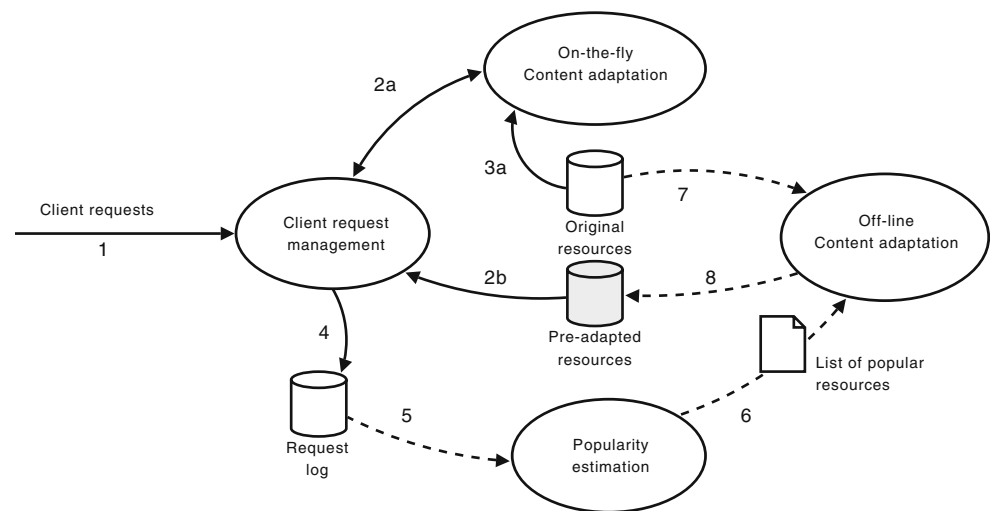 On-the-fly
Content adaptation
2a
3a
Client requests
1
Client request
management
Original
resources
7
Off-line
Content adaptation
2b
8
4
Pre-adapted
resources
List of popular
resources
Request
log
5
Popularity
estimation
6